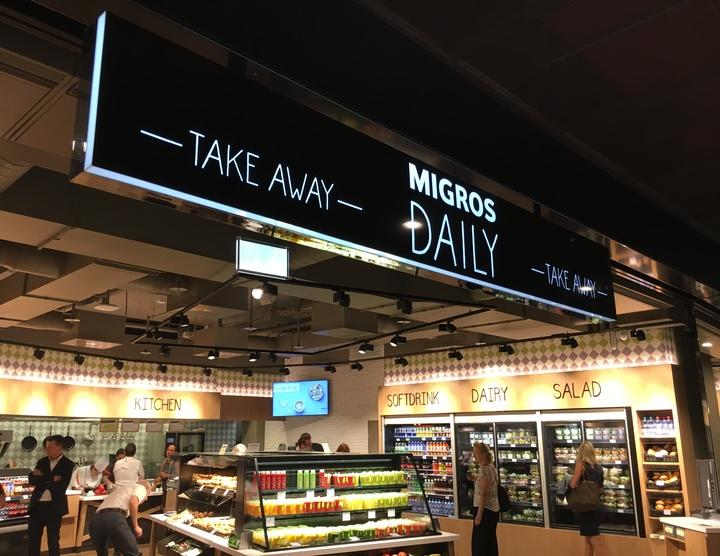 — TAKE AWAY —
MIGROS
DAILY
— TAKE AWAY —
KITCHEN
SOFTDRINK
DAIRY
SALAD